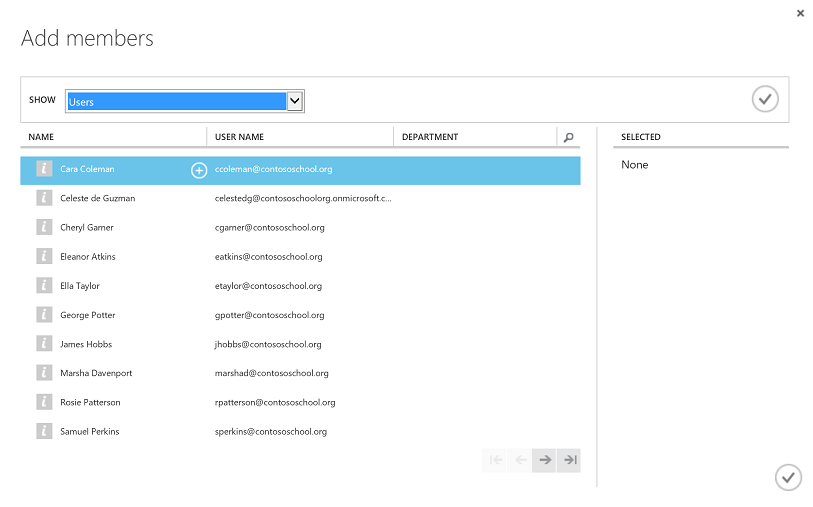 Add members
SHOW Users
NAME USER NAME DEPARTMENT SELECTED
Cara Coleman ccoleman@contososchool.org None
Celeste de Guzman celestedg@contososchoolorg.onmicrosoft.c...
Cheryl Garner cgarner@contososchool.org
Eleanor Atkins eatkins@contososchool.org
Ella Taylor etaylor@contososchool.org
George Potter gpotter@contososchool.org
James Hobbs jhobbs@contososchool.org
Marsha Davenport marshad@contososchool.org
Rosie Patterson rpatterson@contososchool.org
Samuel Perkins sperkins@contososchool.org